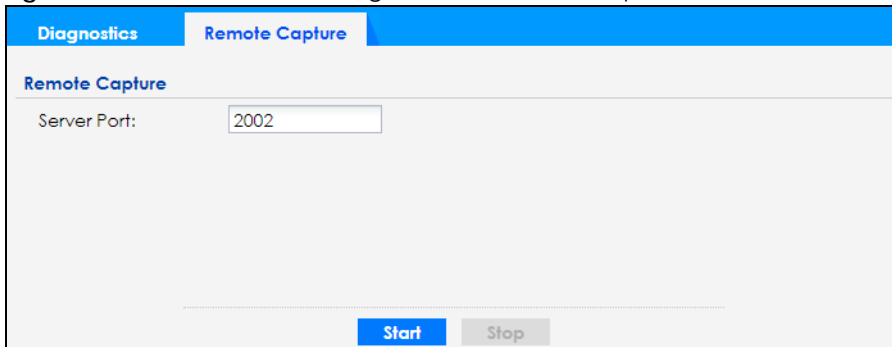 Diagnostics Remote Capture
Remote Capture
Server Port: 2002
Start Stop